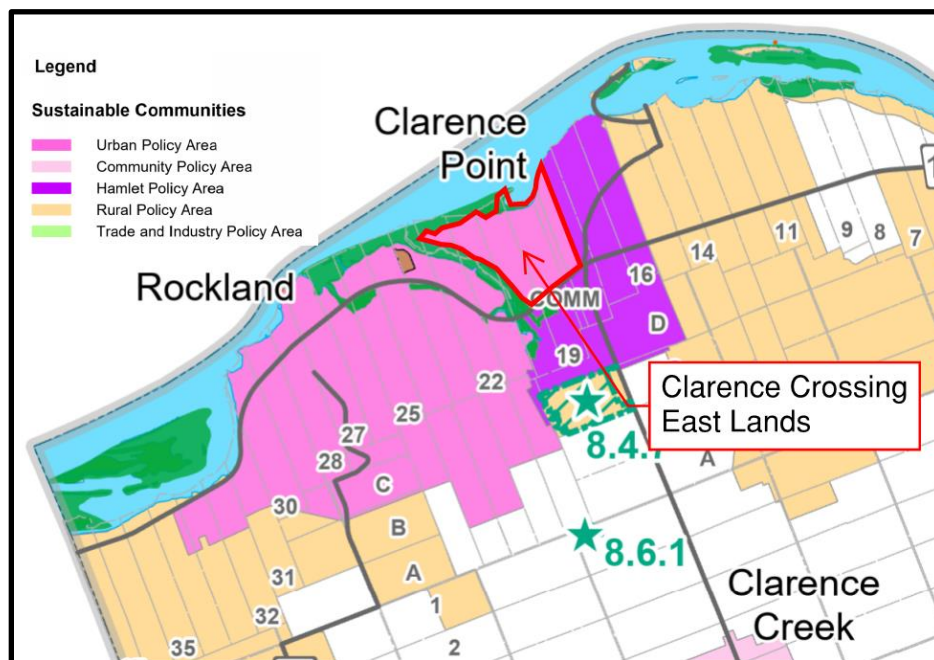 Legend
Sustainable Communities
Urban Policy Area
Community Policy Area
Hamlet Policy Area
Rural Policy Area
Trade and Industry Policy Area
Clarence
Point
Rockland
1
9
8
7
11
14
16
COMM
D
19
22
25
27
28
C
30
B
31
A
32
1
35
2
Clarence Crossing
East Lands
8.4.7
A
8.6.1
Clarence
Creek